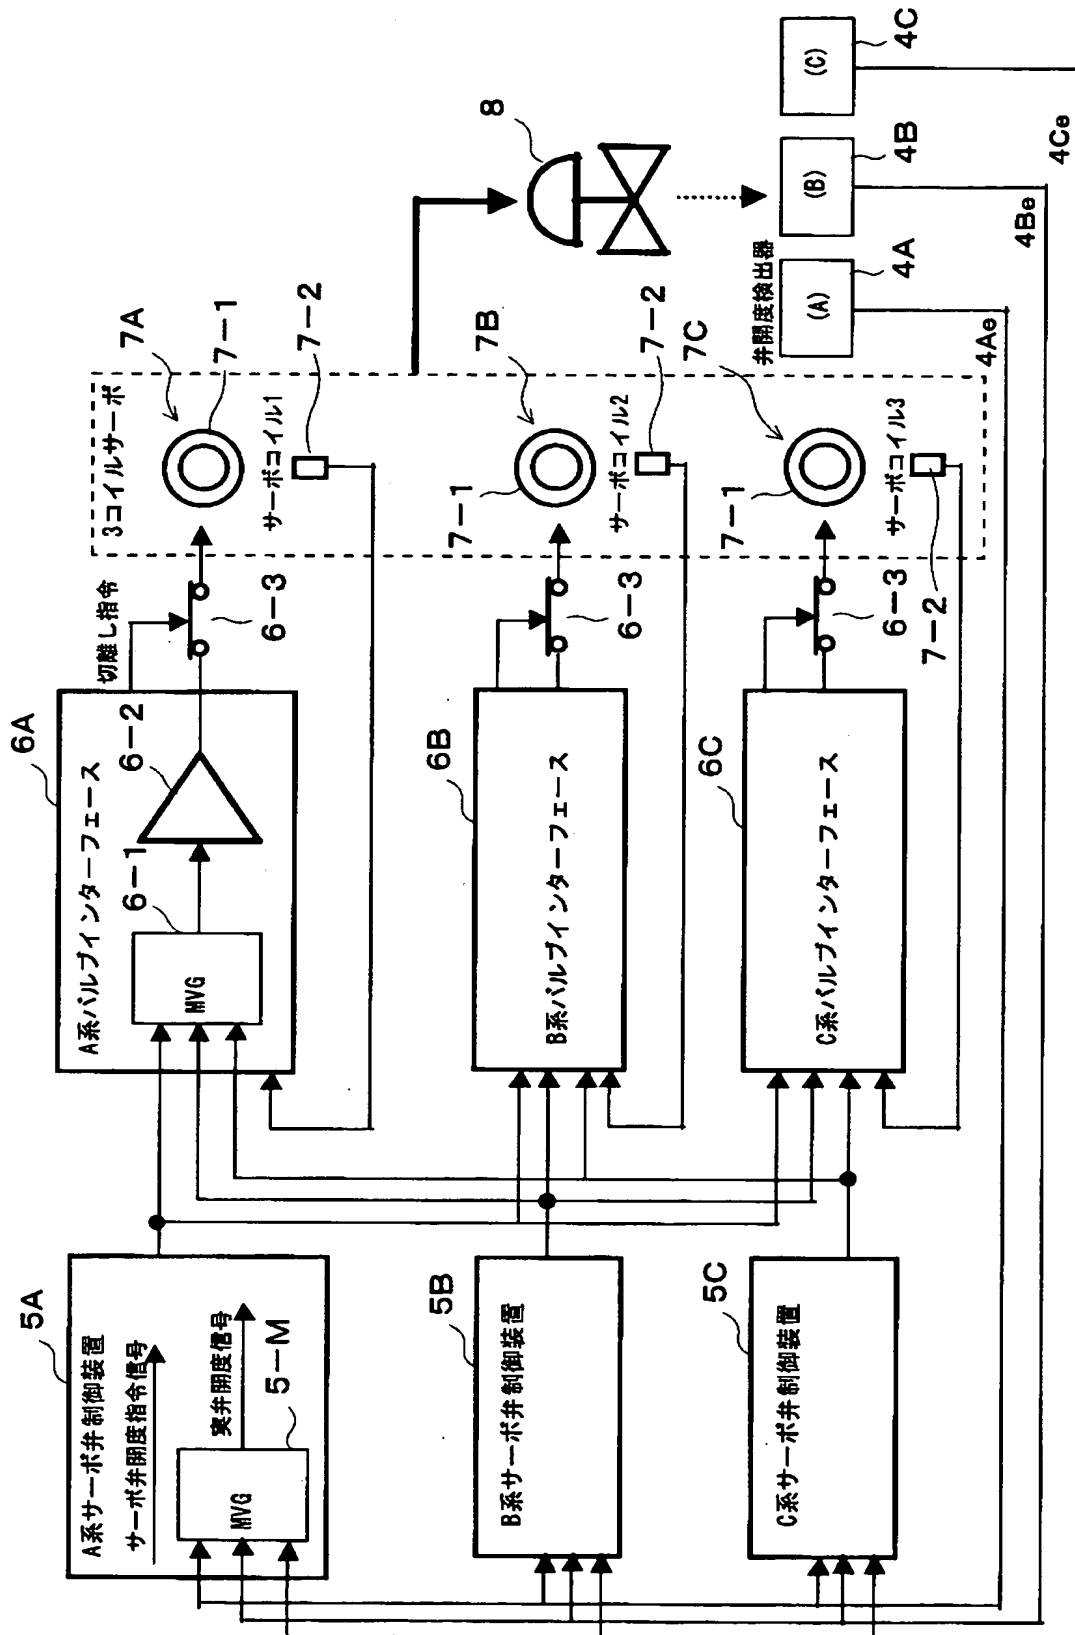 5A
A系サーボ弁制御装置
サーボ弁開度指令信号
実弁開度信号
MVG
5-M
5B
B系サーボ弁制御装置
5C
C系サーボ弁制御装置
6A
A系バルブインターフェース
MVG
6-1
6-2
切離し指令
6-3
6B
B系バルブインターフェース
6-3
6C
C系バルブインターフェース
6-3
3コイルサーボ
7A
7-1
サーボコイル1
7-2
7B
7-1
サーボコイル2
7-2
7C
7-1
サーボコイル3
7-2
8
弁開度検出器
(A)
4A
4Ae
(B)
4B
4Be
(C)
4C
4Ce